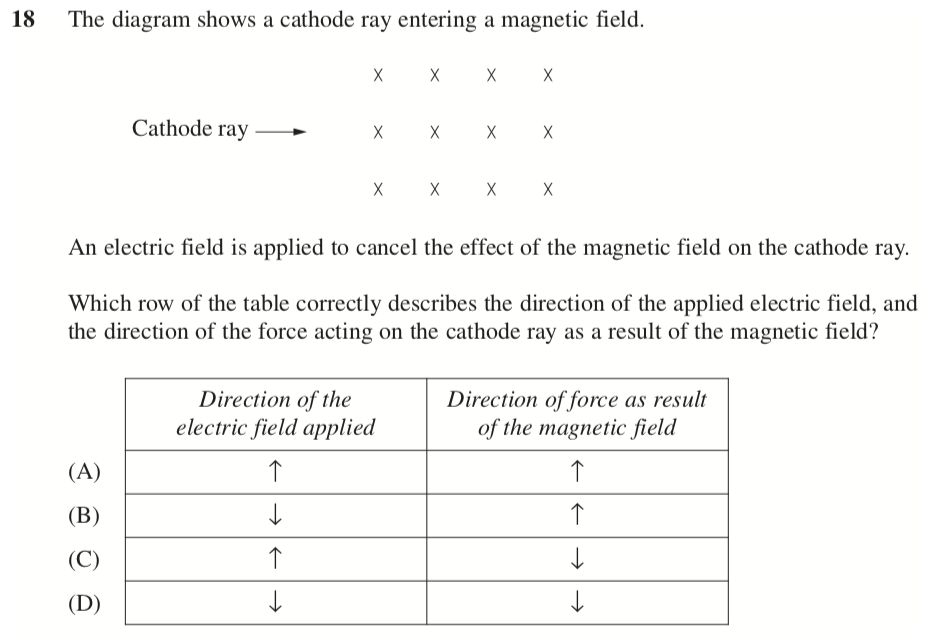 18 The diagram shows a cathode ray entering a magnetic field.
X X X X
Cathode ray → X X X X
X X X X
An electric field is applied to cancel the effect of the magnetic field on the cathode ray.
Which row of the table correctly describes the direction of the applied electric field, and
the direction of the force acting on the cathode ray as a result of the magnetic field?
Direction of the Direction of force as result
electric field applied of the magnetic field
(A) ↑ ↑
(B) ↓ ↑
(C) ↑ ↓
(D) ↓ ↓